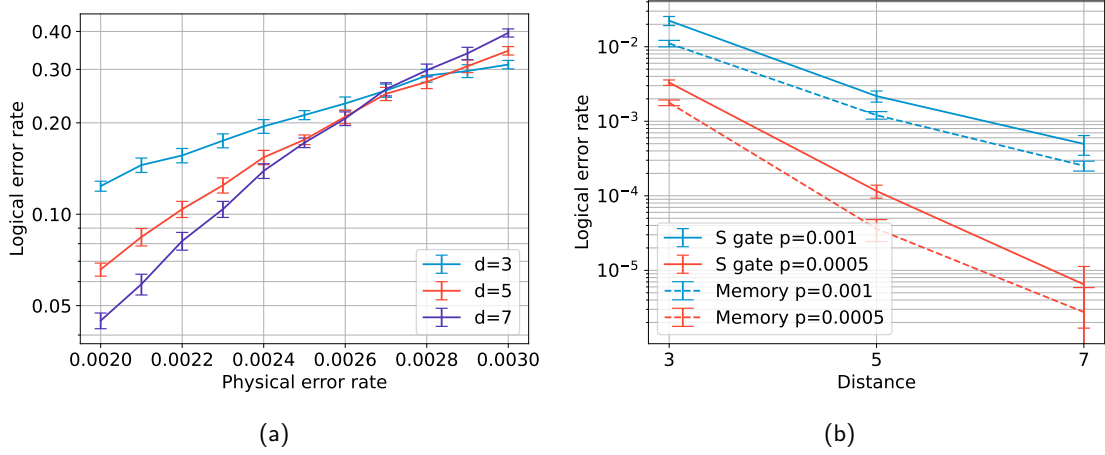 Logical error rate
0.40
0.30
0.20
0.10
0.05
d=3
d=5
d=7
0.0020 0.0022 0.0024 0.0026 0.0028 0.0030
Physical error rate
(a)
Logical error rate
10⁻²
10⁻³
10⁻⁴
10⁻⁵
S gate p=0.001
S gate p=0.0005
Memory p=0.001
Memory p=0.0005
3 5 7
Distance
(b)